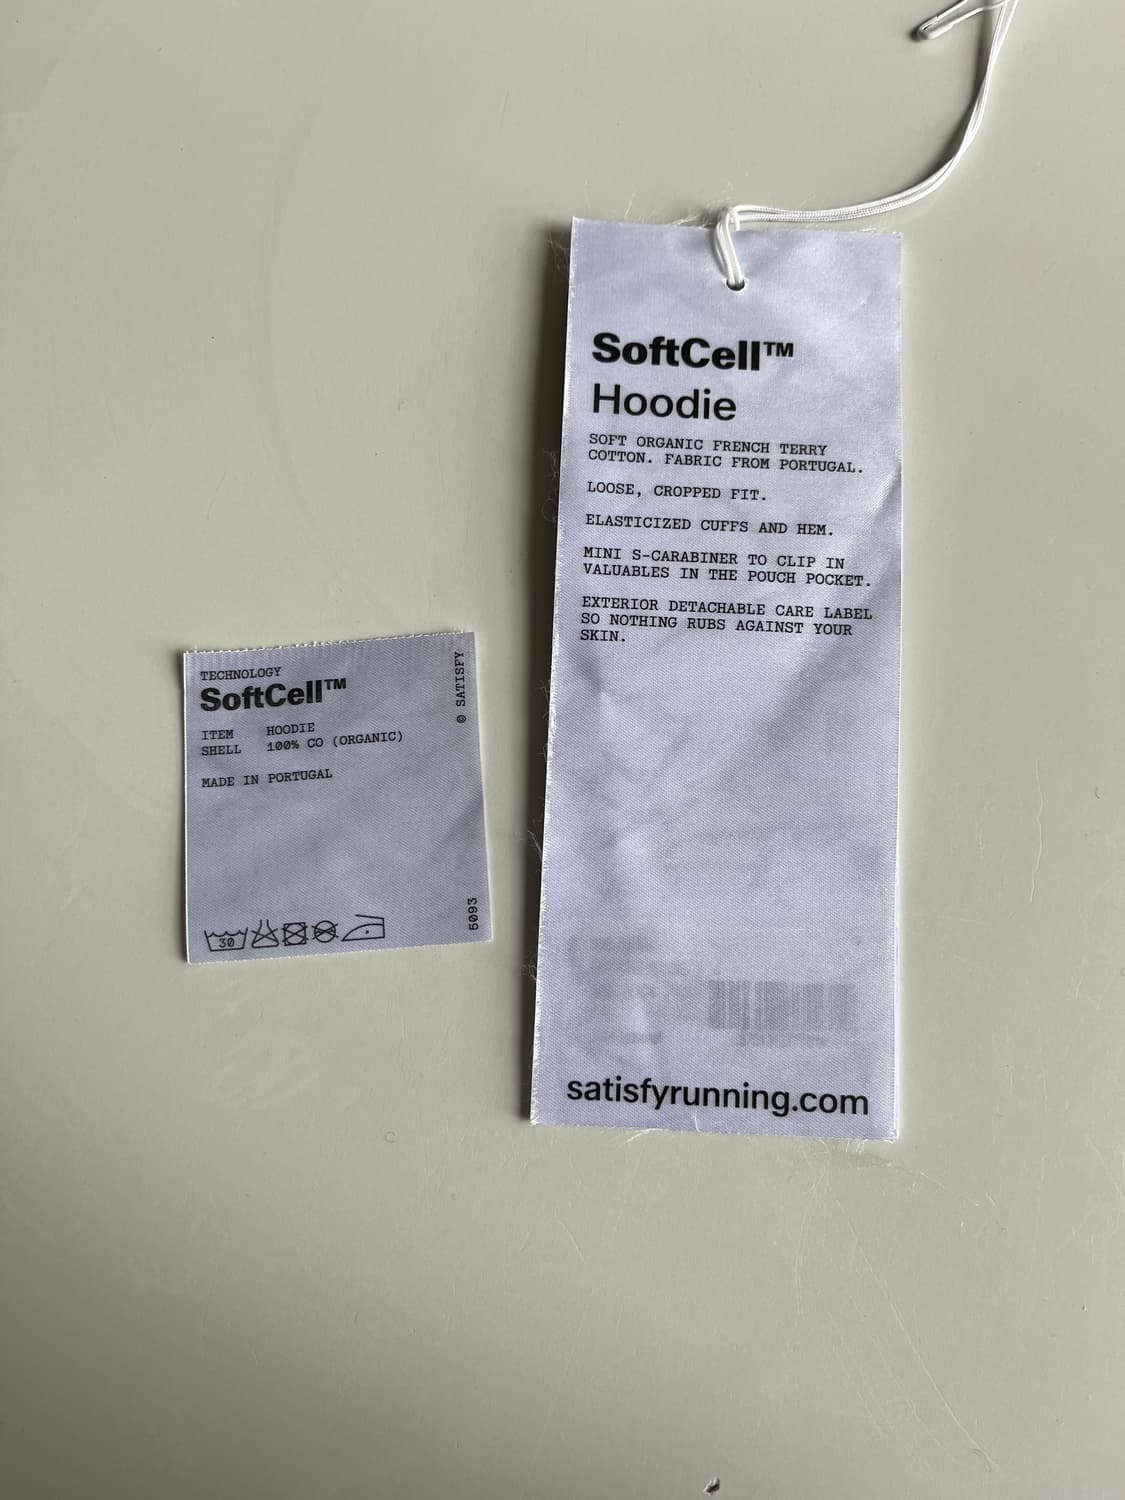 TECHNOLOGY
SoftCell™
ITEM HOODIE
SHELL 100% CO (ORGANIC)
MADE IN PORTUGAL
© SATISFY
30
5093
SoftCell™
Hoodie
SOFT ORGANIC FRENCH TERRY
COTTON. FABRIC FROM PORTUGAL.
LOOSE, CROPPED FIT.
ELASTICIZED CUFFS AND HEM.
MINI S-CARABINER TO CLIP IN
VALUABLES IN THE POUCH POCKET.
EXTERIOR DETACHABLE CARE LABEL
SO NOTHING RUBS AGAINST YOUR
SKIN.
satisfyrunning.com